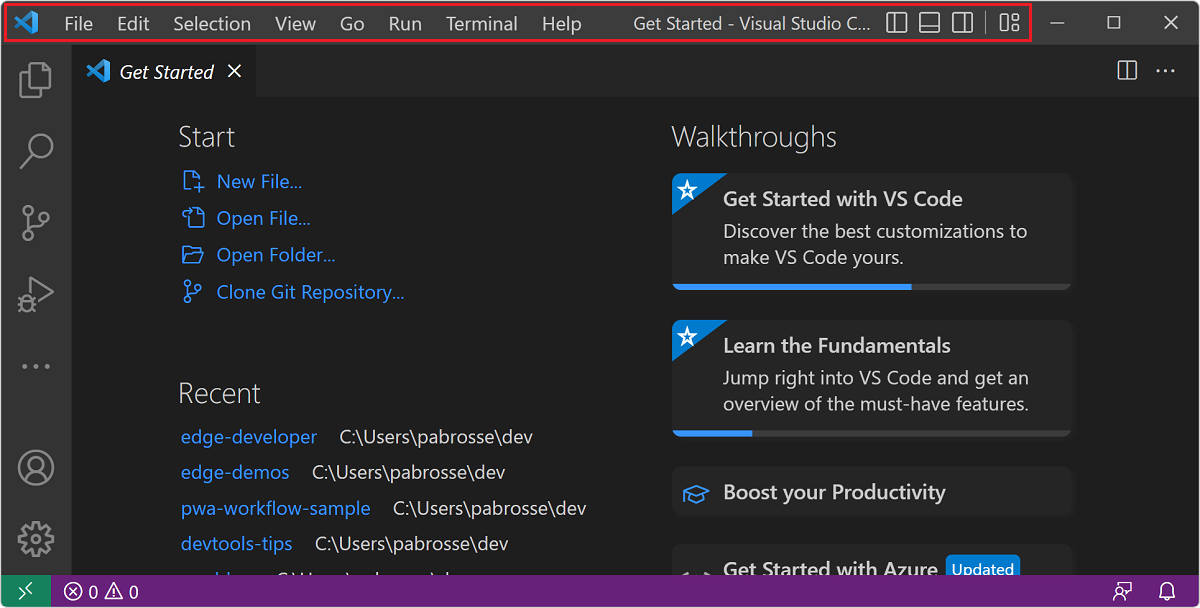 File Edit Selection View Go Run Terminal Help Get Started - Visual Studio C...
Get Started
Start
New File...
Open File...
Open Folder...
Clone Git Repository...
Recent
edge-developer C:\Users\pabrosse\dev
edge-demos C:\Users\pabrosse\dev
pwa-workflow-sample C:\Users\pabrosse\dev
devtools-tips C:\Users\pabrosse\dev
Walkthroughs
Get Started with VS Code
Discover the best customizations to
make VS Code yours.
Learn the Fundamentals
Jump right into VS Code and get an
overview of the must-have features.
Boost your Productivity
Get Started with Azure Updated
0 0